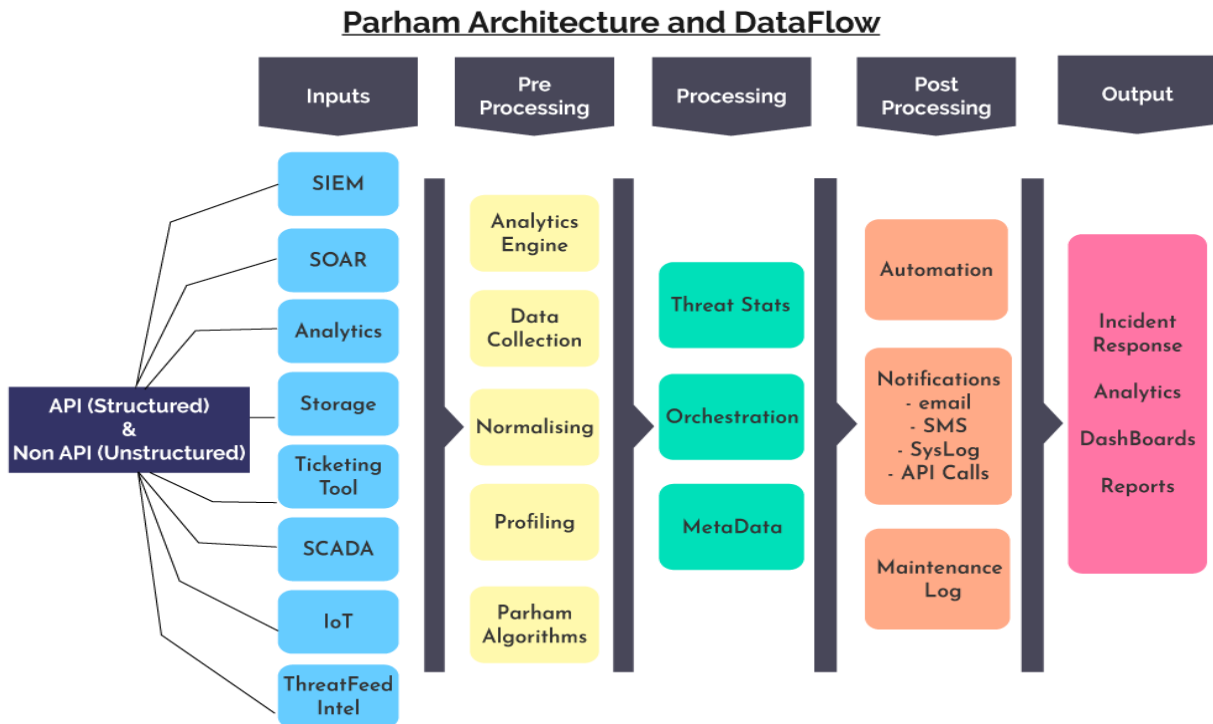 Parham Architecture and DataFlow
Inputs
Pre
Processing
Processing
Post
Processing
Output
API (Structured)
&
Non API (Unstructured)
SIEM
SOAR
Analytics
Storage
Ticketing
Tool
SCADA
IoT
ThreatFeed
Intel
Analytics
Engine
Data
Collection
Normalising
Profiling
Parham
Algorithms
Threat Stats
Orchestration
MetaData
Automation
Notifications
- email
- SMS
- SysLog
- API Calls
Maintenance
Log
Incident
Response
Analytics
DashBoards
Reports